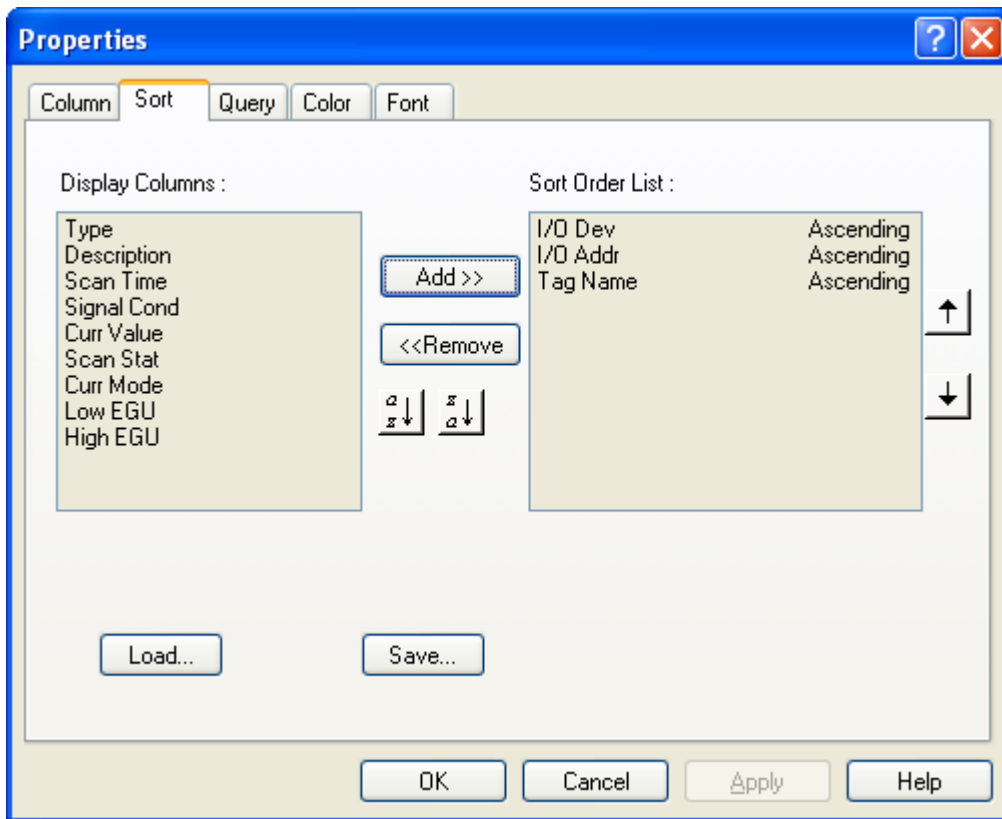 Properties
Column Sort Query Color Font
Display Columns :
Type
Description
Scan Time
Signal Cond
Curr Value
Scan Stat
Curr Mode
Low EGU
High EGU
Add >>
<<Remove
a z
z a
Sort Order List :
I/O Dev Ascending
I/O Addr Ascending
Tag Name Ascending
Load... Save...
OK Cancel Apply Help